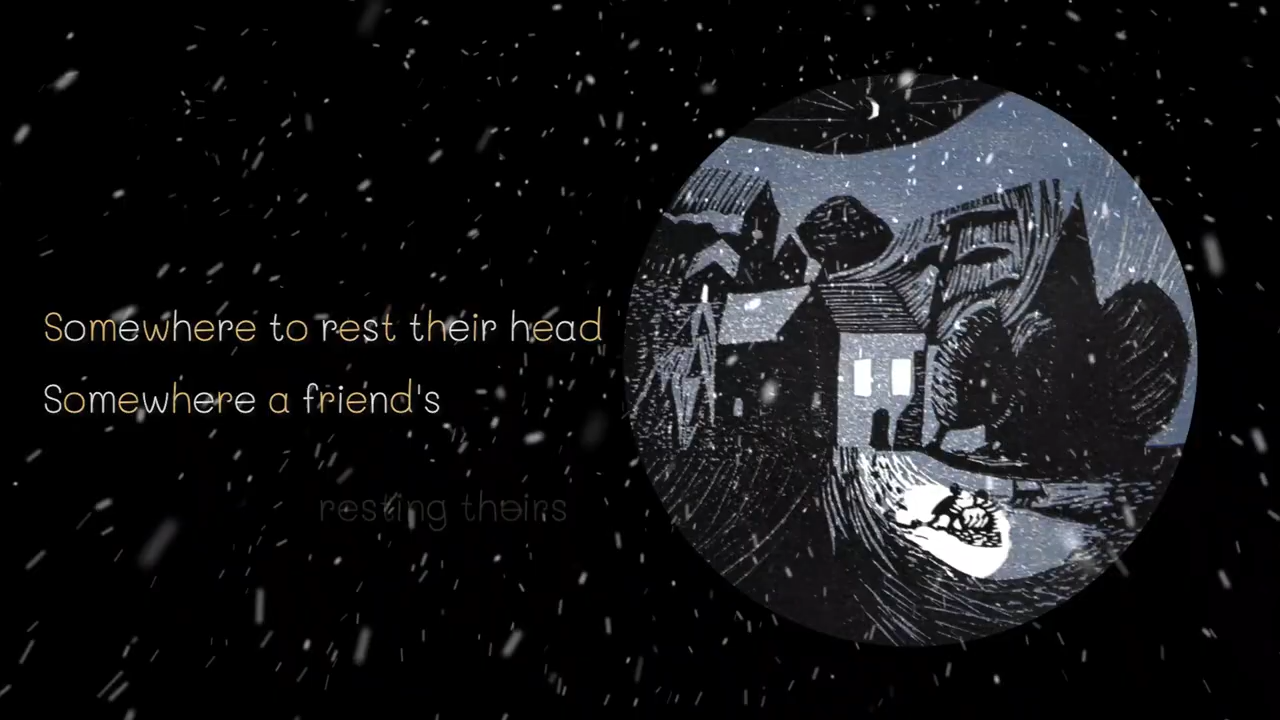 Somewhere to rest their head
Somewhere a friend's
resting theirs